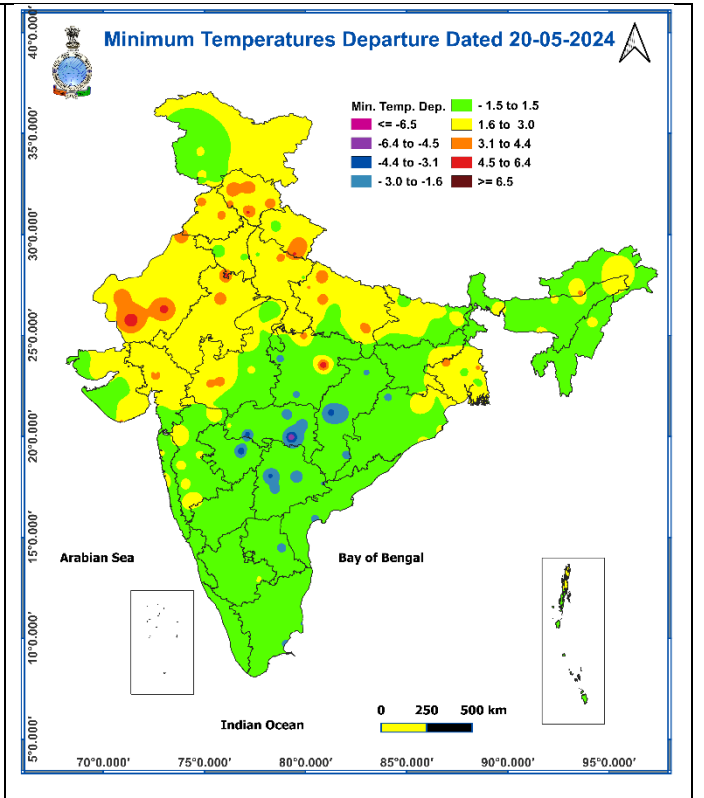 Minimum Temperatures Departure Dated 20-05-2024
Min. Temp. Dep.
<= -6.5
-6.4 to -4.5
-4.4 to -3.1
- 3.0 to -1.6
- 1.5 to 1.5
1.6 to 3.0
3.1 to 4.4
4.5 to 6.4
>= 6.5
40°0.000'
35°0.000'
30°0.000'
25°0.000'
20°0.000'
15°0.000'
10°0.000'
5°0.000'
Arabian Sea
Bay of Bengal
0 250 500 km
Indian Ocean
70°0.000' 75°0.000' 80°0.000' 85°0.000' 90°0.000' 95°0.000'